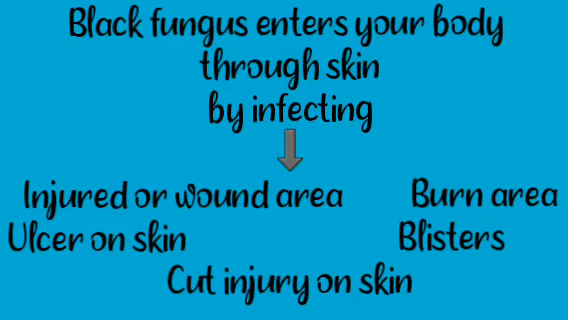 Black fungus enters your body
through skin
by infecting
Injured or wound area
Burn area
Ulcer on skin
Blisters
Cut injury on skin